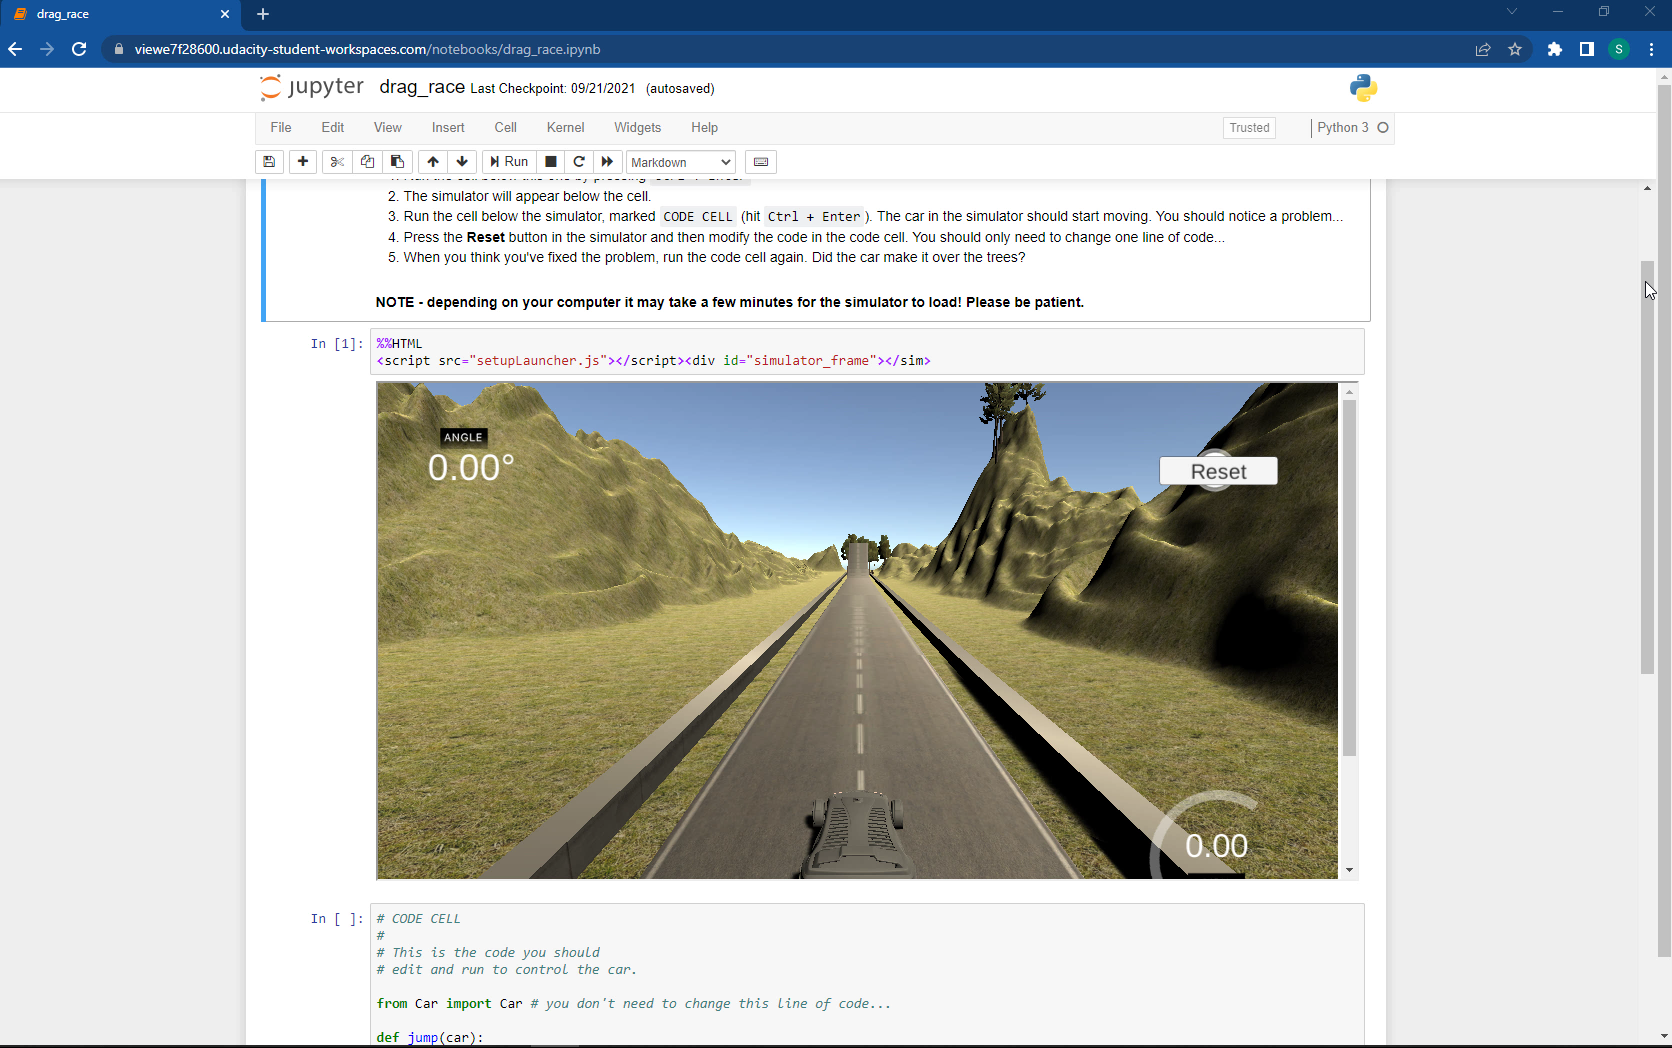 drag_race
viewe7f28600.udacity-student-workspaces.com/notebooks/drag_race.ipynb
S
jupyter drag_race Last Checkpoint: 09/21/2021 (autosaved)
File Edit View Insert Cell Kernel Widgets Help Trusted Python 3
Run Markdown
2. The simulator will appear below the cell.
3. Run the cell below the simulator, marked CODE CELL (hit Ctrl + Enter ). The car in the simulator should start moving. You should notice a problem...
4. Press the Reset button in the simulator and then modify the code in the code cell. You should only need to change one line of code...
5. When you think you've fixed the problem, run the code cell again. Did the car make it over the trees?
NOTE - depending on your computer it may take a few minutes for the simulator to load! Please be patient.
In [1]: %%HTML
<script src="setupLauncher.js"></script><div id="simulator_frame"></sim>
ANGLE
0.00°
Reset
0.00
In [ ]: # CODE CELL
#
# This is the code you should
# edit and run to control the car.
from Car import Car # you don't need to change this line of code...
def jump(car):